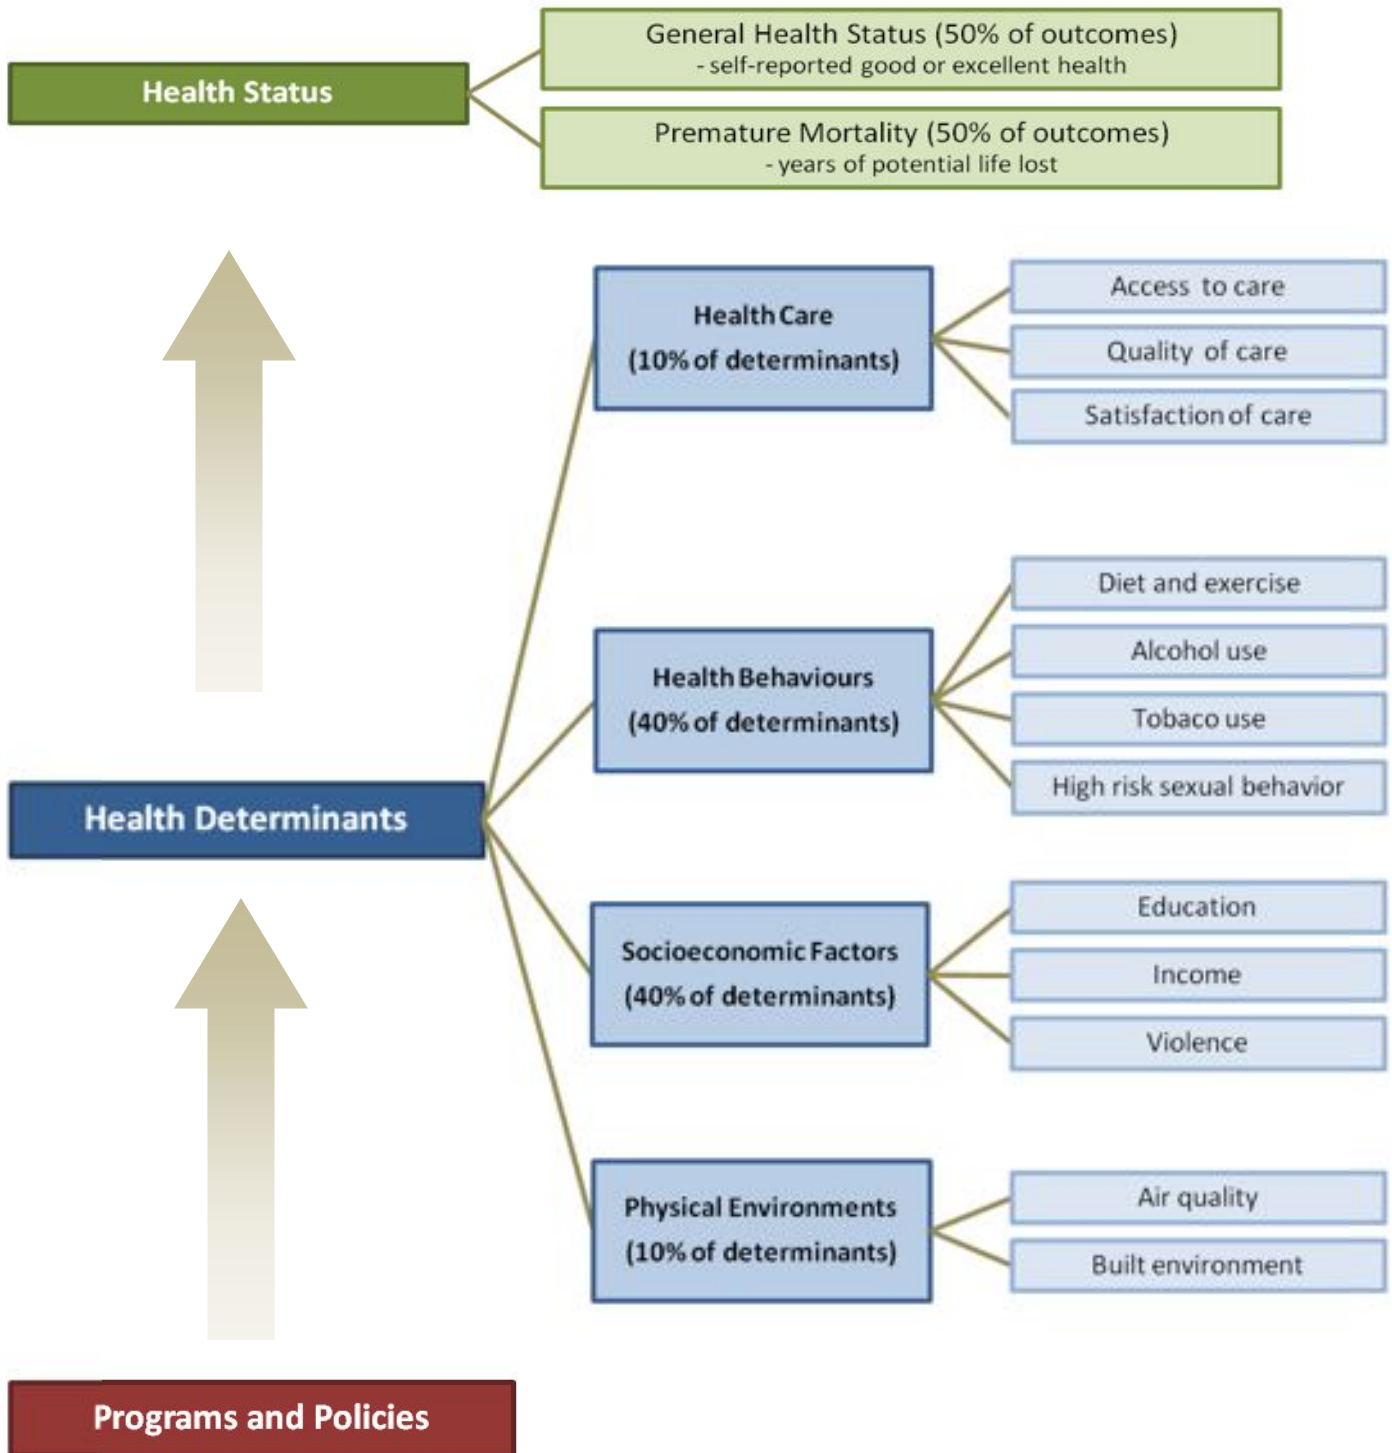 Health Status
General Health Status (50% of outcomes)
- self-reported good or excellent health
Premature Mortality (50% of outcomes)
- years of potential life lost
Health Care
(10% of determinants)
Access to care
Quality of care
Satisfaction of care
Health Behaviours
(40% of determinants)
Diet and exercise
Alcohol use
Tobaco use
High risk sexual behavior
Health Determinants
Socioeconomic Factors
(40% of determinants)
Education
Income
Violence
Physical Environments
(10% of determinants)
Air quality
Built environment
Programs and Policies